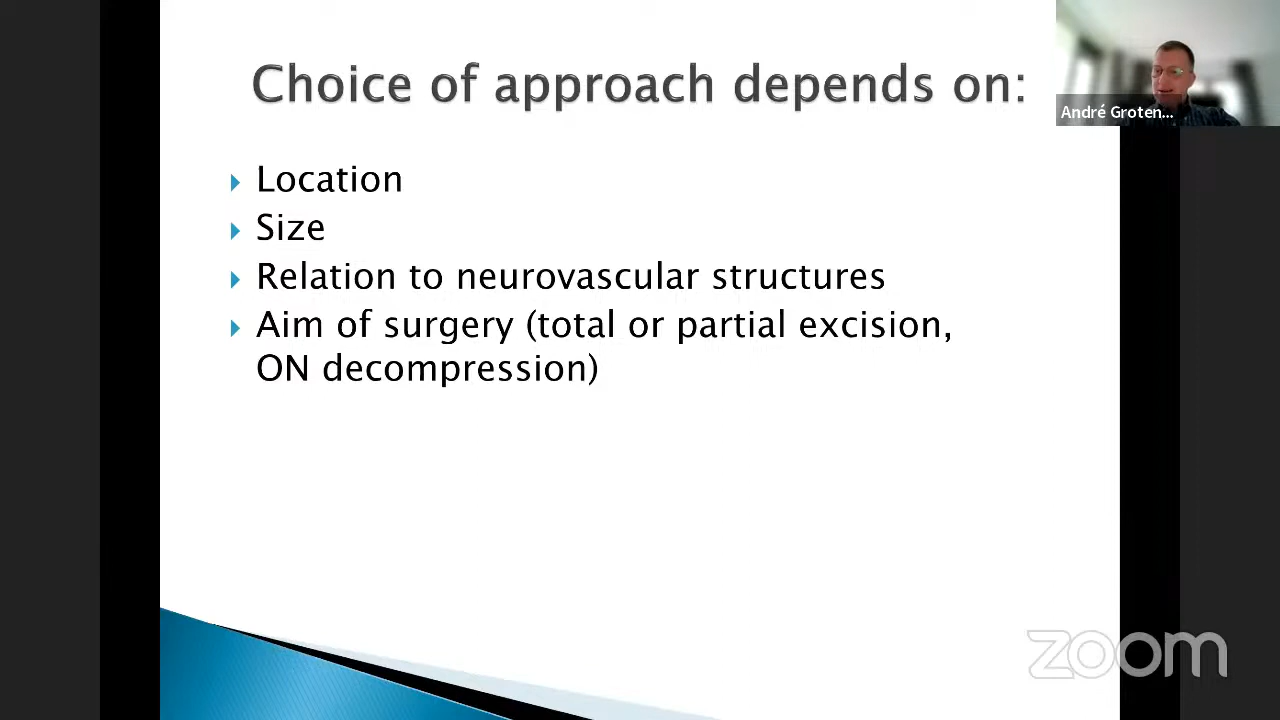 Choice of approach depends on:
André Groten...
Location
Size
Relation to neurovascular structures
Aim of surgery (total or partial excision,
ON decompression)
zoom